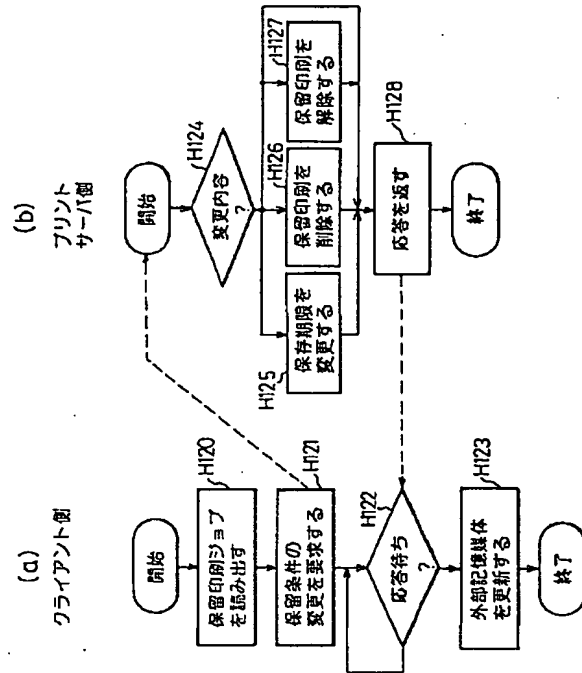 (a)
クライアント側
開始
H120
保留印刷ジョブ
を読み出す
H121
保留条件の
変更を要求する
H122
応答待ち
?
H123
外部記憶媒体
を更新する
終了
(b)
プリント
サーバ側
開始
H124
変更内容
?
H125
保存期限を
変更する
H126
保留印刷を
削除する
H127
保留印刷を
解除する
H128
応答を返す
終了